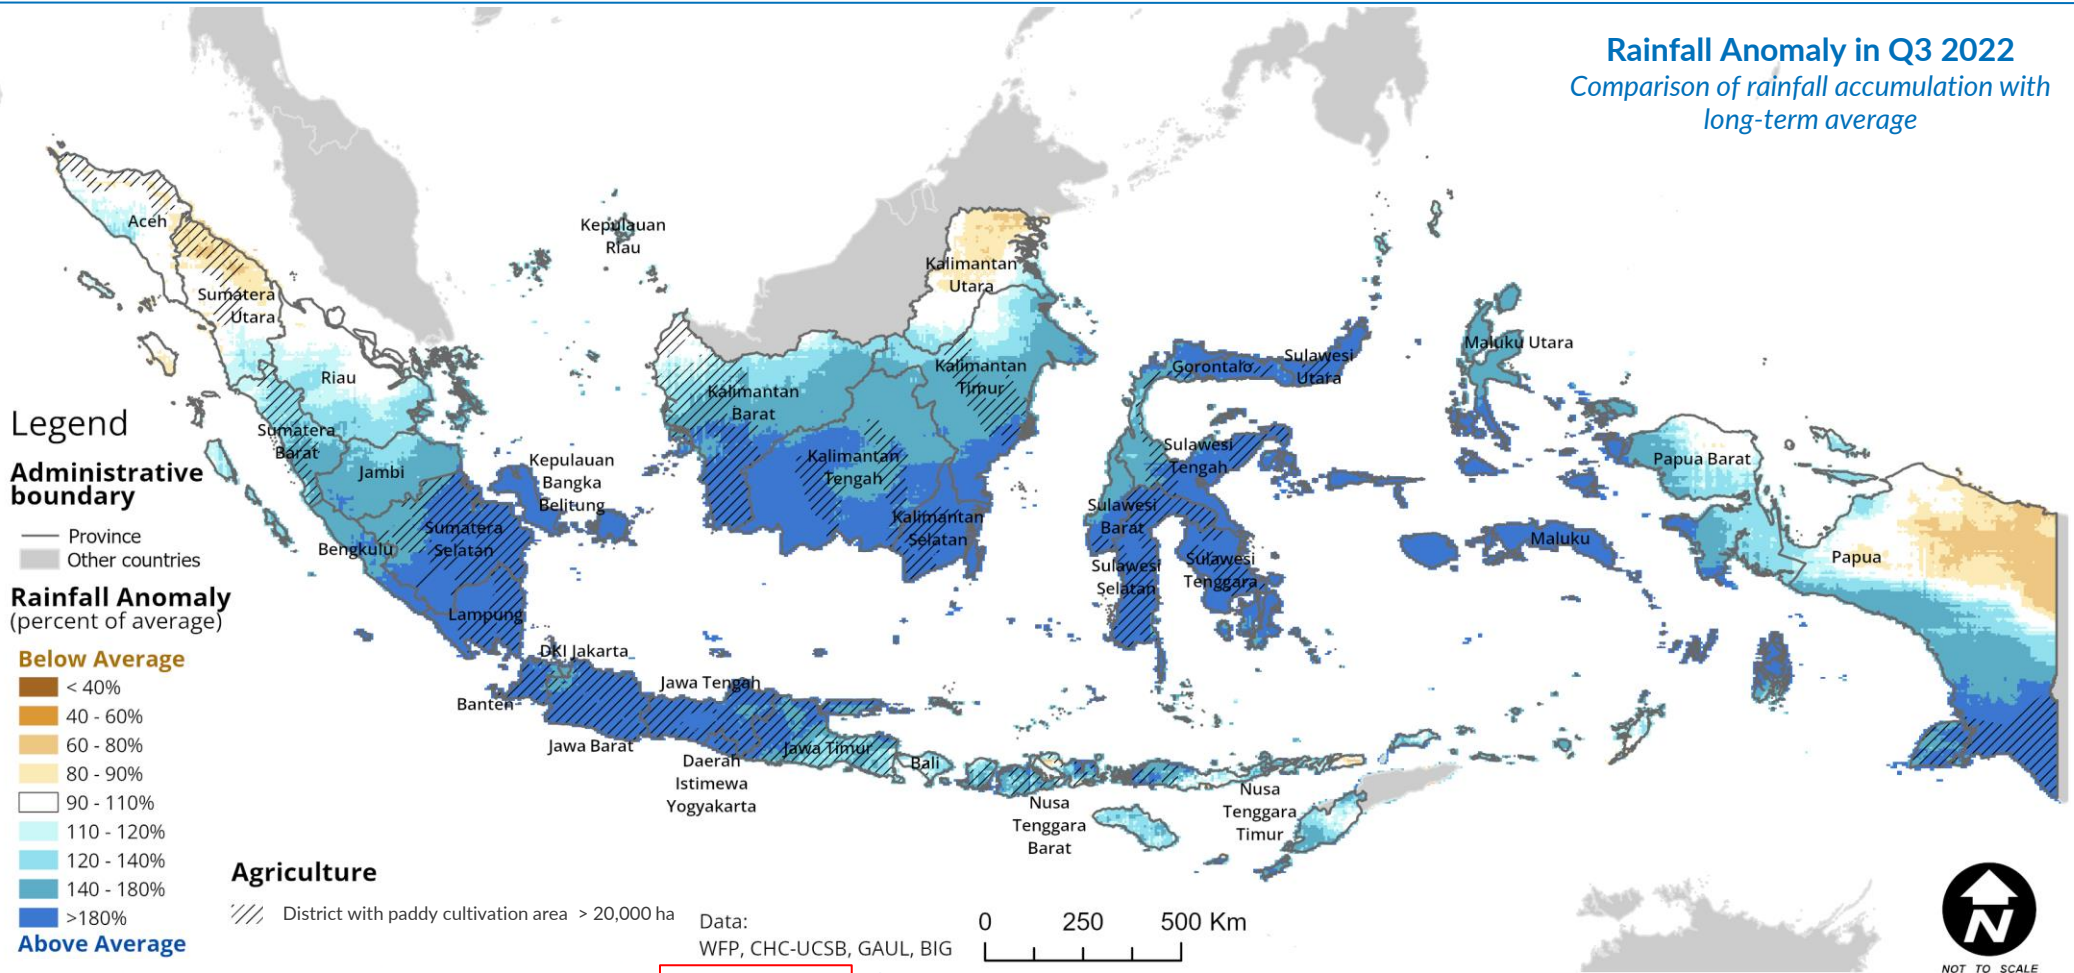 Rainfall Anomaly in Q3 2022
Comparison of rainfall accumulation with
long-term average
Aceh
Sumatera
Utara
Riau
Kepulauan
Riau
Sumatera
Barat
Jambi
Bengkulu
Sumatera
Selatan
Lampung
Kepulauan
Bangka
Belitung
DKI Jakarta
Banten
Jawa Barat
Jawa Tengah
Daerah
Istimewa
Yogyakarta
Jawa Timur
Bali
Nusa
Tenggara
Barat
Nusa
Tenggara
Timur
Kalimantan
Utara
Kalimantan
Barat
Kalimantan
Timur
Kalimantan
Tengah
Kalimantan
Selatan
Gorontalo
Sulawesi
Utara
Sulawesi
Tengah
Sulawesi
Barat
Sulawesi
Selatan
Sulawesi
Tenggara
Maluku Utara
Maluku
Papua Barat
Papua
Legend
Administrative
boundary
Province
Other countries
Rainfall Anomaly
(percent of average)
Below Average
< 40%
40 - 60%
60 - 80%
80 - 90%
90 - 110%
110 - 120%
120 - 140%
140 - 180%
>180%
Above Average
Agriculture
District with paddy cultivation area > 20,000 ha
Data:
WFP, CHC-UCSB, GAUL, BIG
0 250 500 Km
N
NOT TO SCALE